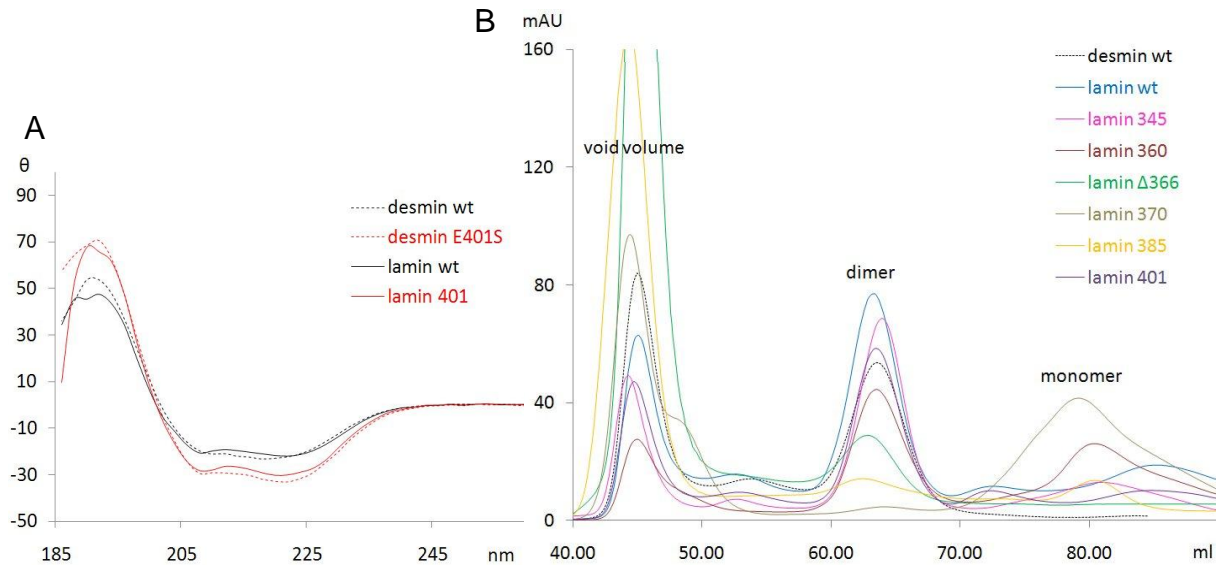 A
θ
90
70
50
30
10
-10
-30
-50
185
205
225
245
nm
desmin wt
desmin E401S
lamin wt
lamin 401
B
mAU
160
120
80
40
0
40.00
50.00
60.00
70.00
80.00
ml
void volume
dimer
monomer
desmin wt
lamin wt
lamin 345
lamin 360
lamin Δ366
lamin 370
lamin 385
lamin 401